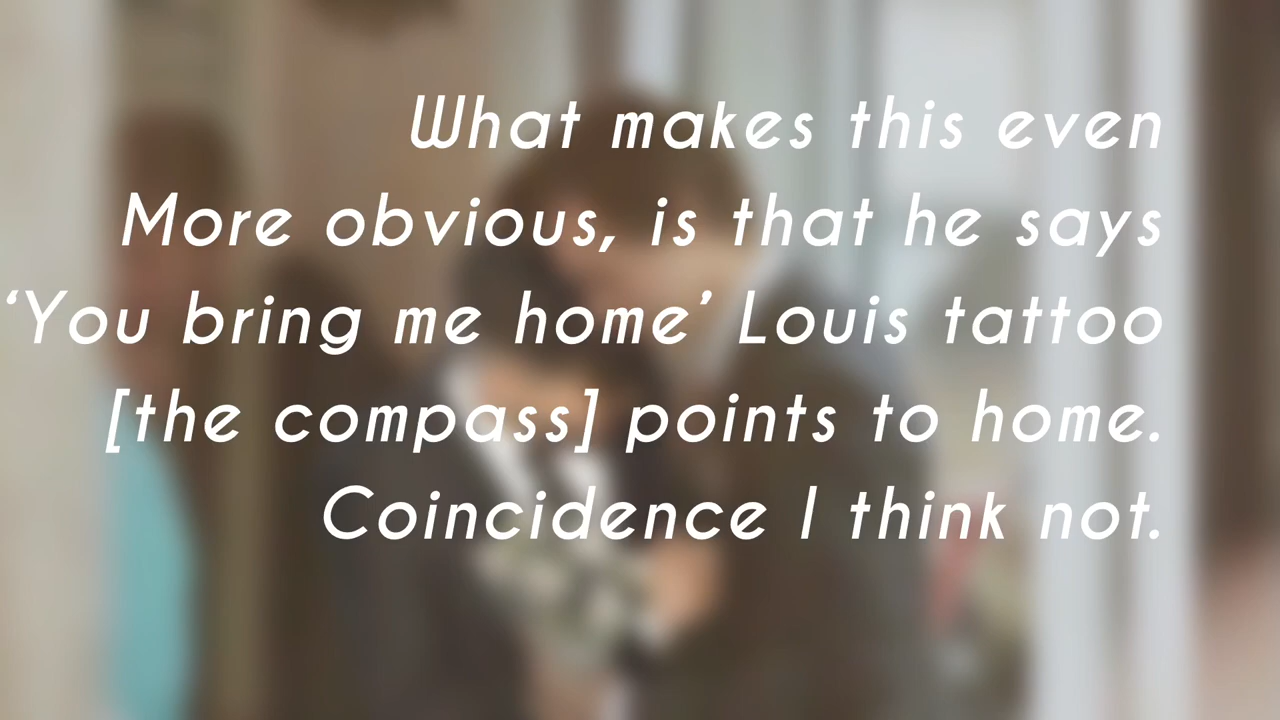 What makes this even
More obvious, is that he says
‘You bring me home’ Louis tattoo
[the compass] points to home.
Coincidence I think not.